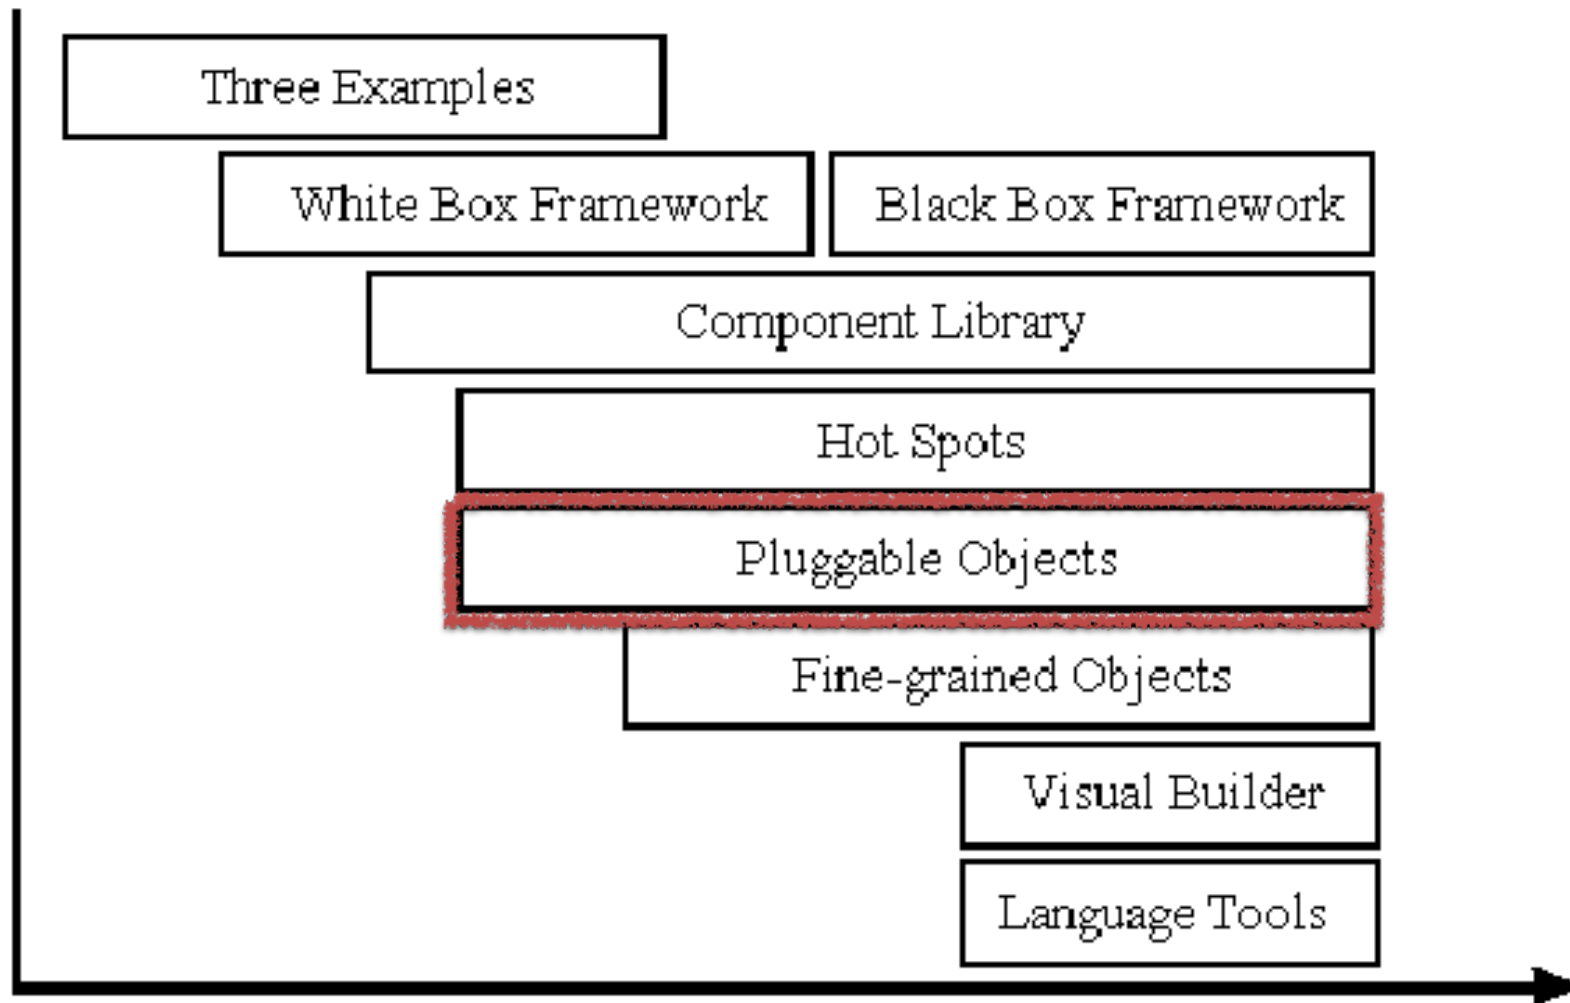 Three Examples
White Box Framework
Black Box Framework
Component Library
Hot Spots
Pluggable Objects
Fine-grained Objects
Visual Builder
Language Tools